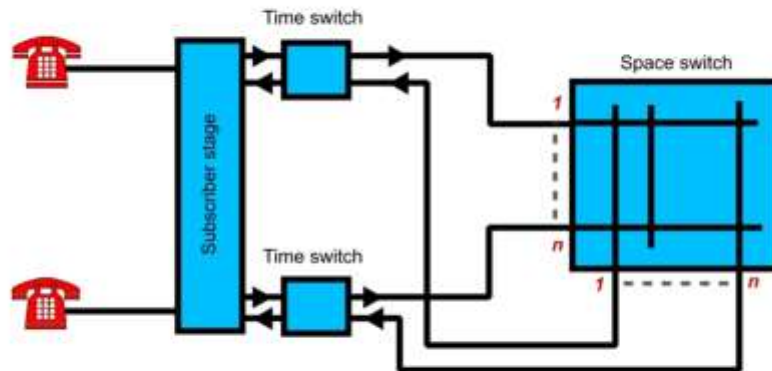 Time switch
Space switch
1
Subscriber stage
n
Time switch
1
n